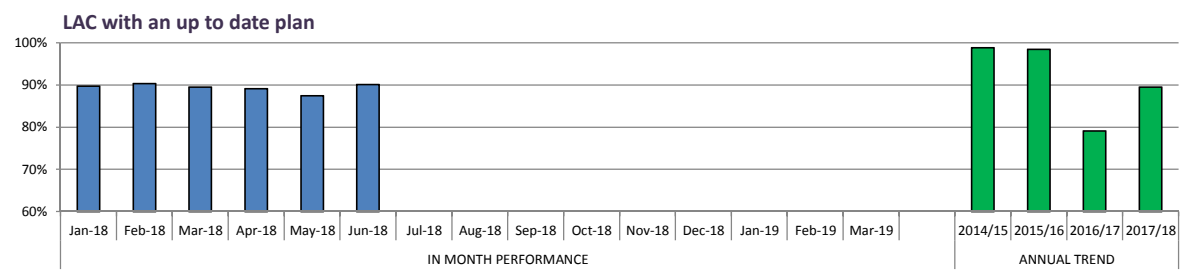 LAC with an up to date plan
100%
90%
80%
70%
60%
Jan-18 Feb-18 Mar-18 Apr-18 May-18 Jun-18 Jul-18 Aug-18 Sep-18 Oct-18 Nov-18 Dec-18 Jan-19 Feb-19 Mar-19 2014/15 2015/16 2016/17 2017/18
IN MONTH PERFORMANCE ANNUAL TREND